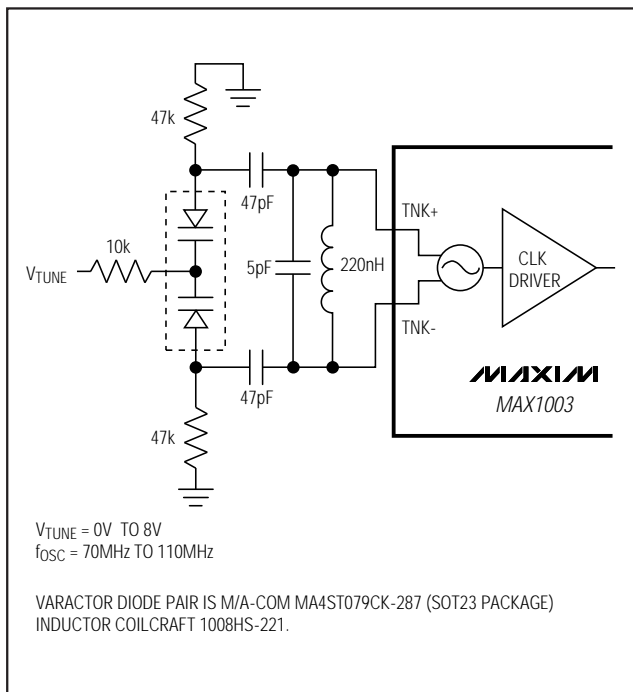 47k
47pF
TNK+
10k
VTUNE
5pF
220nH
CLK
DRIVER
TNK-
MAXIM
MAX1003
47pF
47k
VTUNE = 0V TO 8V
fOSC = 70MHz TO 110MHz
VARACTOR DIODE PAIR IS M/A-COM MA4ST079CK-287 (SOT23 PACKAGE)
INDUCTOR COILCRAFT 1008HS-221.